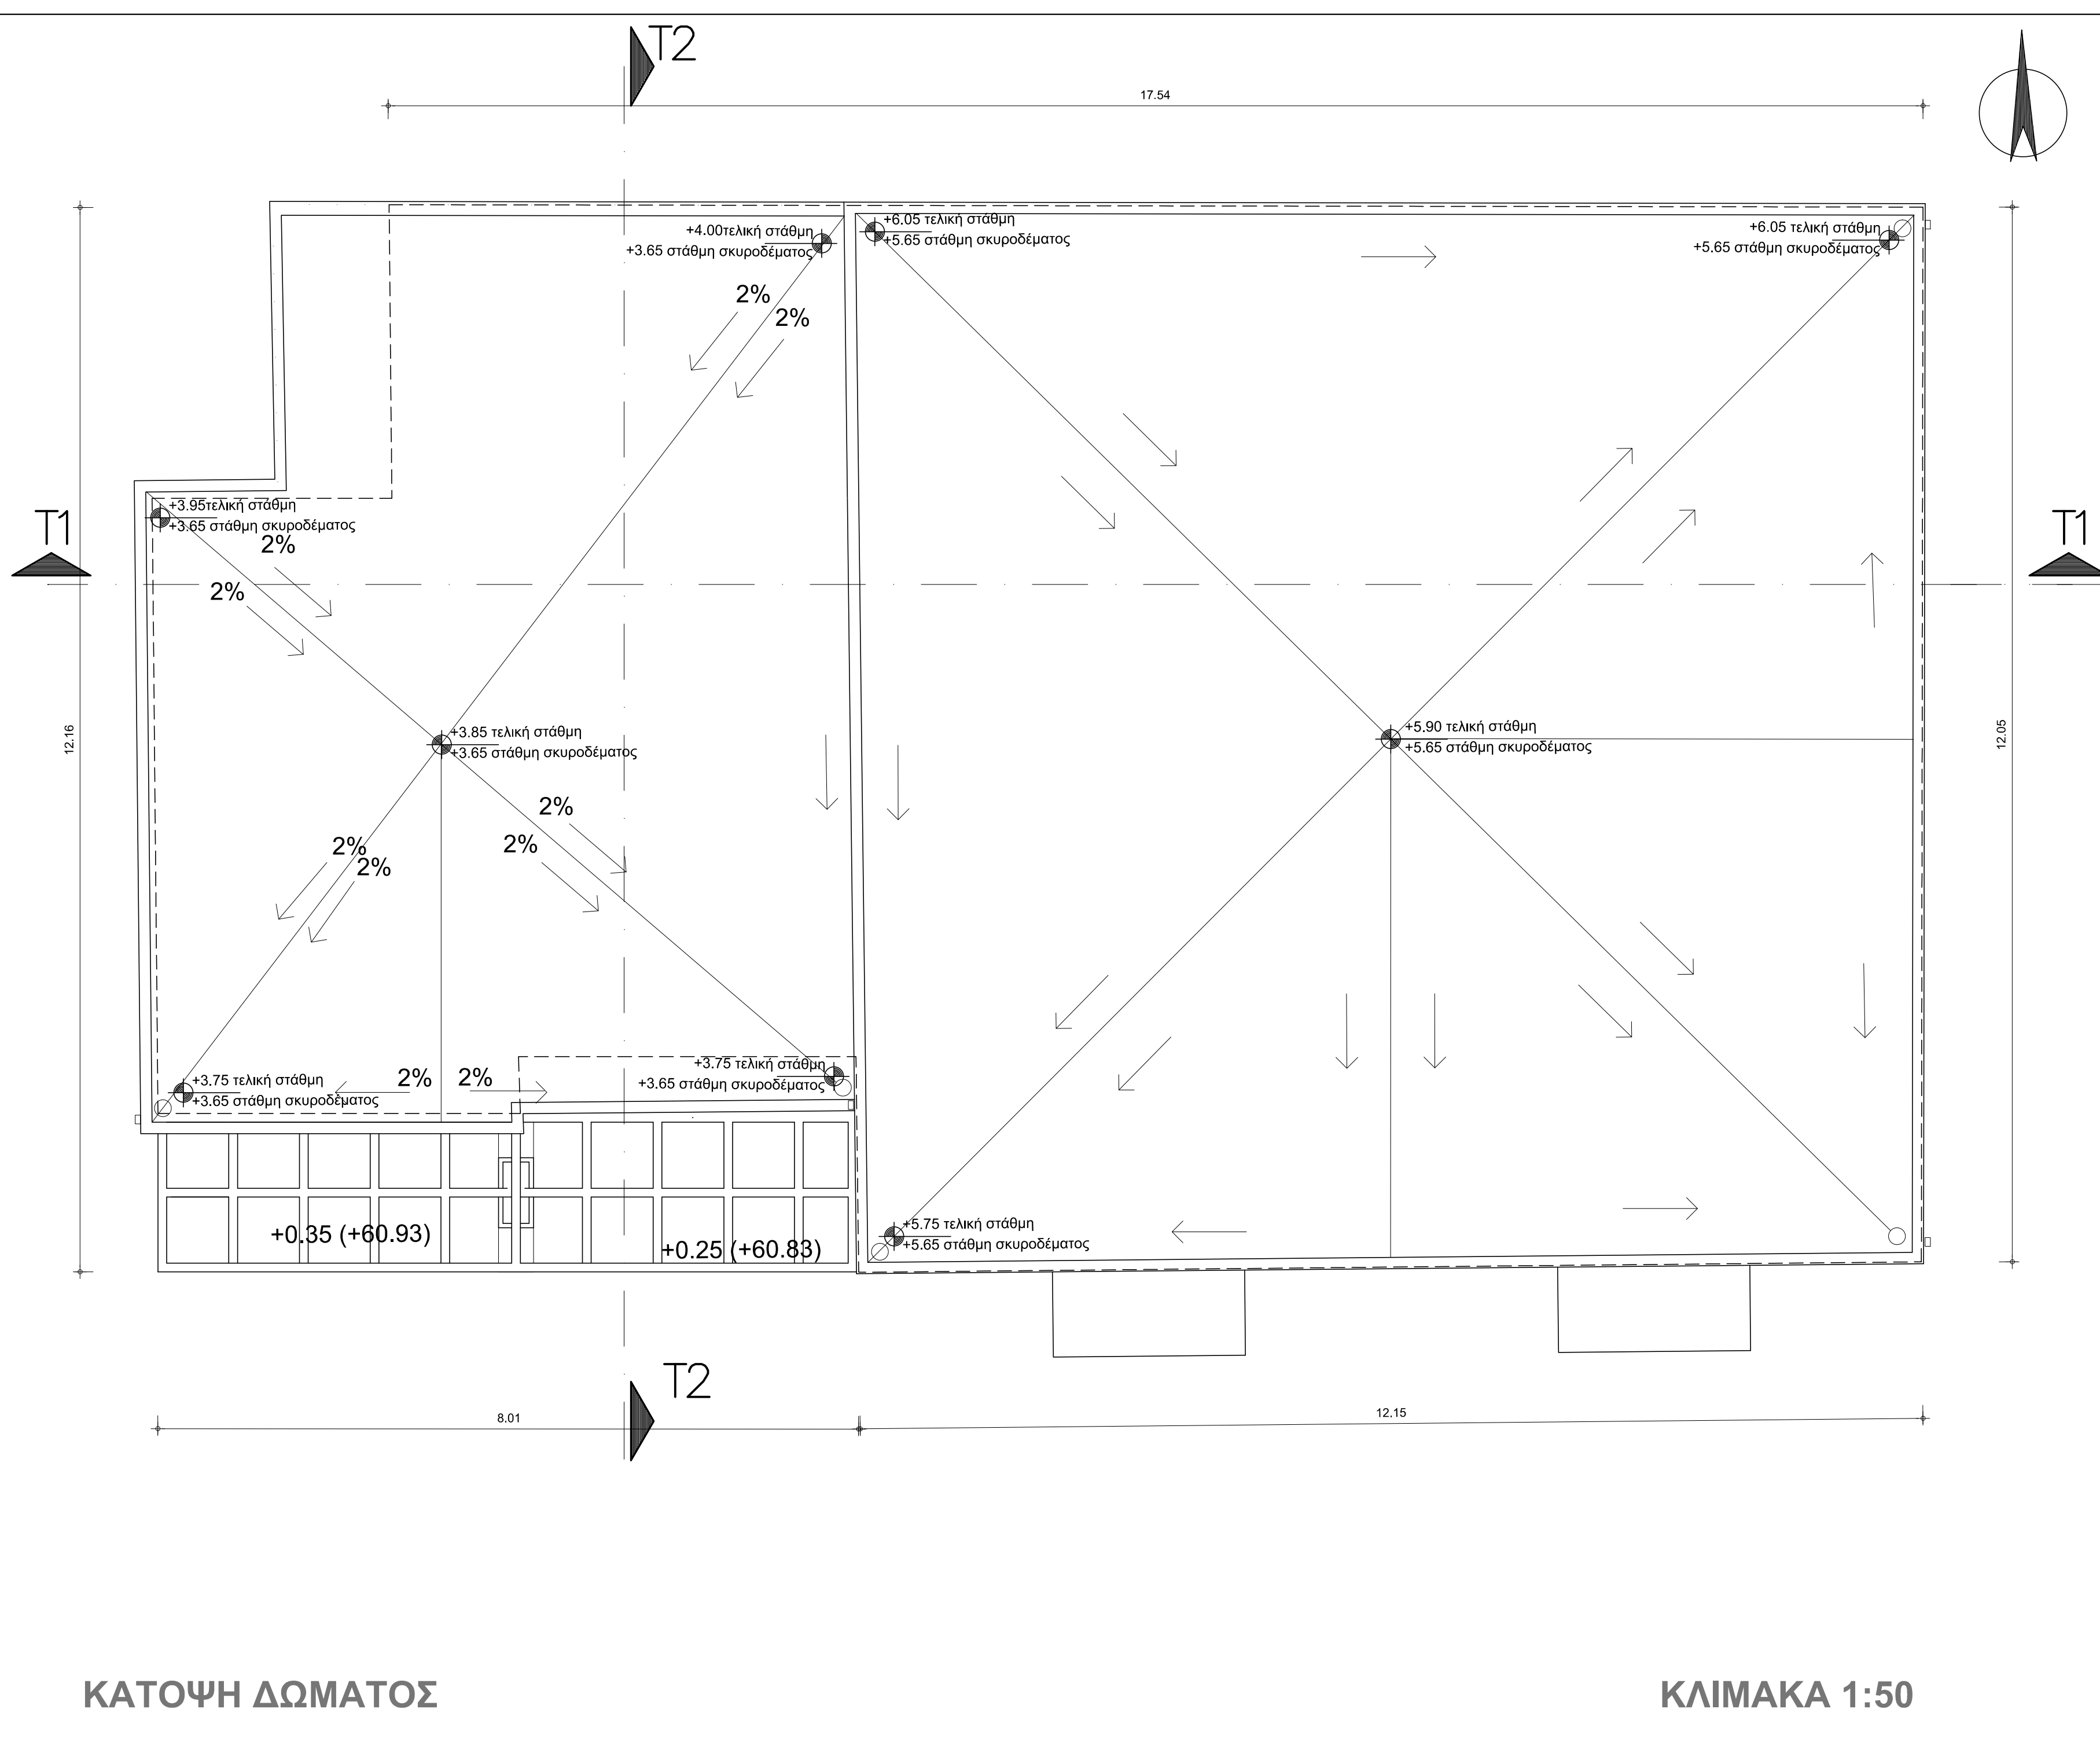 T2
17.54
+6.05 τελική στάθμη
+5.65 στάθμη σκυροδέματος
+4.00τελική στάθμη
+3.65 στάθμη σκυροδέματος
+6.05 τελική στάθμη
+5.65 στάθμη σκυροδέματος
2%
2%
+3.95τελική στάθμη
+3.65 στάθμη σκυροδέματος
T1
T1
2%
2%
12.16
+3.85 τελική στάθμη
+3.65 στάθμη σκυροδέματος
+5.90 τελική στάθμη
+5.65 στάθμη σκυροδέματος
12.05
2%
2%
2%
2%
+3.75 τελική στάθμη
+3.65 στάθμη σκυροδέματος
2%
2%
+3.75 τελική στάθμη
+3.65 στάθμη σκυροδέματος
+0.35 (+60.93)
+0.25 (+60.83)
+5.75 τελική στάθμη
+5.65 στάθμη σκυροδέματος
T2
8.01
12.15
ΚΑΤΟΨΗ ΔΩΜΑΤΟΣ
ΚΛΙΜΑΚΑ 1:50